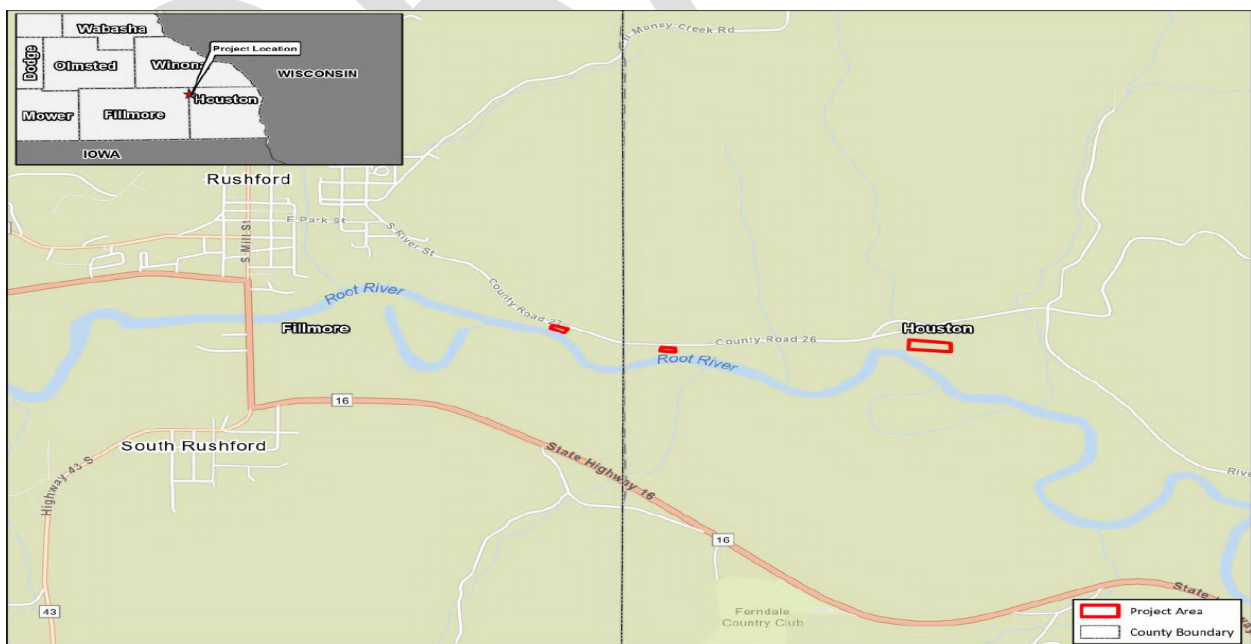 Wabasha
Dodge
Olmsted
Winona
Project Location
WISCONSIN
Mower
Fillmore
Houston
IOWA
Money Creek Rd
Rushford
E Park St
S Mill St
S River St
County Road 27
Root River
Fillmore
Houston
County Road 26
Root River
16
South Rushford
State Highway 16
Highway 43 S
16
43
Ferndale
Country Club
State
Project Area
County Boundary